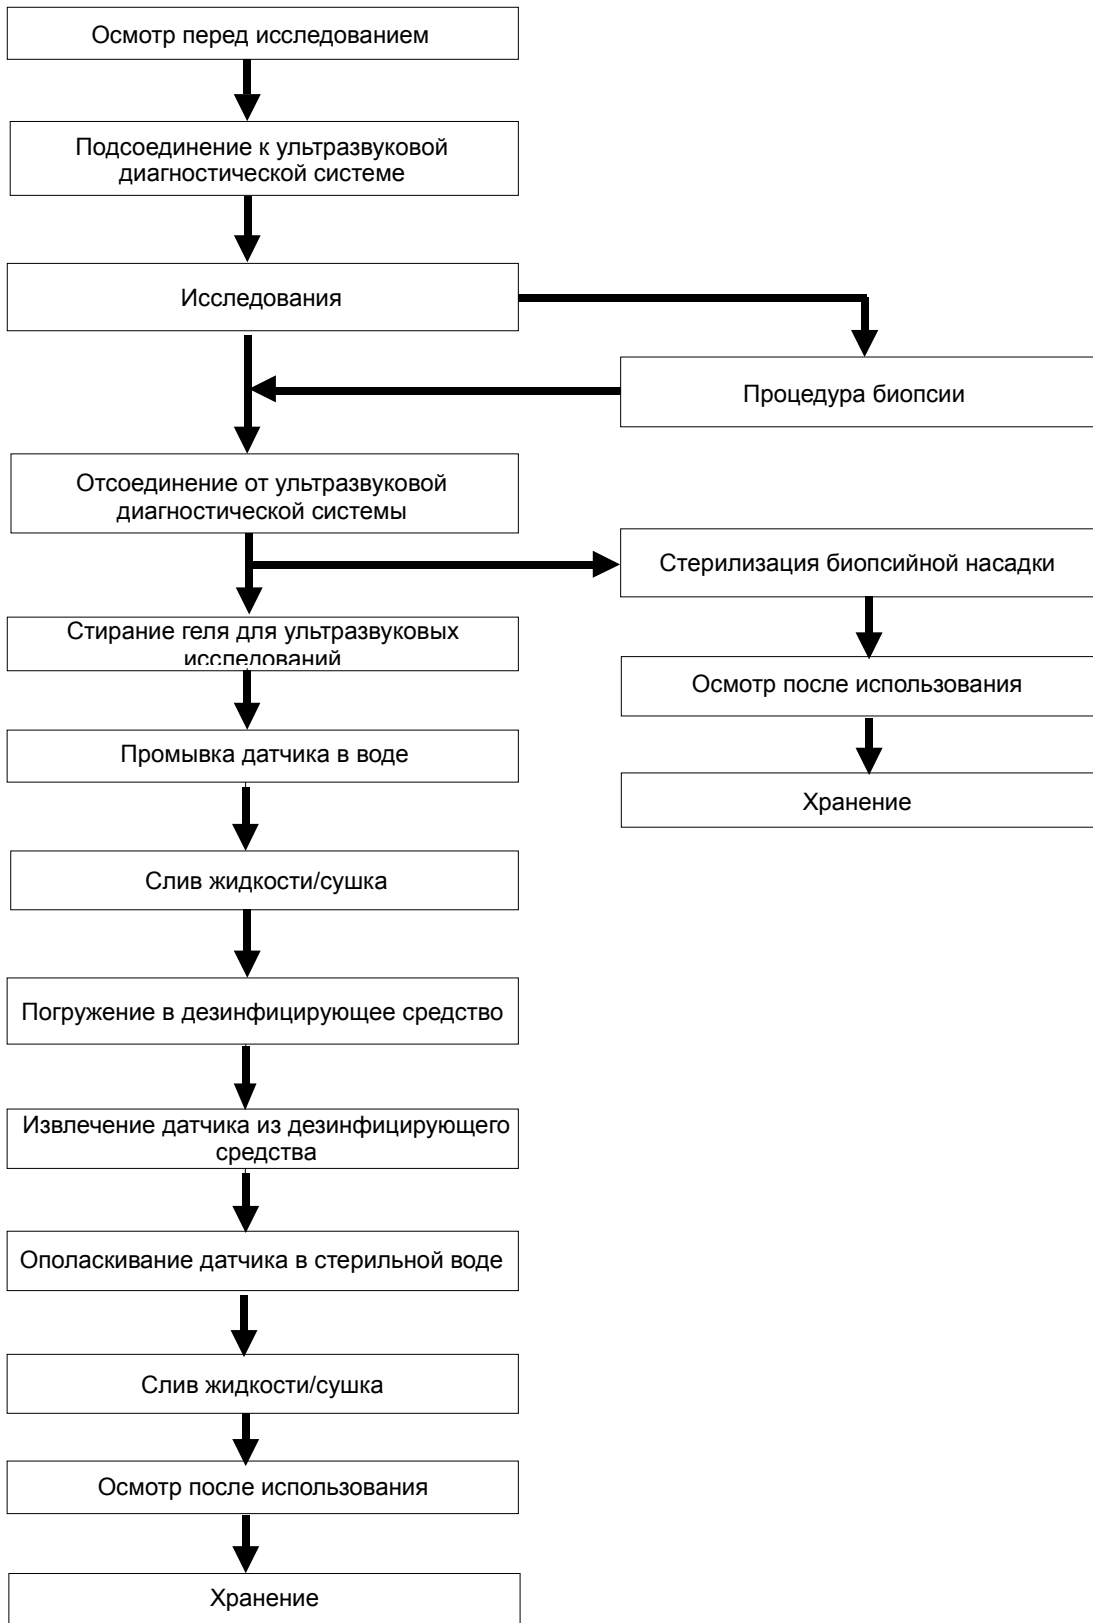 Осмотр перед исследованием
Подсоединение к ультразвуковой
диагностической системе
Исследования
Процедура биопсии
Отсоединение от ультразвуковой
диагностической системы
Стерилизация биопсийной насадки
Стирание геля для ультразвуковых
исследований
Осмотр после использования
Промывка датчика в воде
Хранение
Слив жидкости/сушка
Погружение в дезинфицирующее средство
Извлечение датчика из дезинфицирующего
средства
Ополаскивание датчика в стерильной воде
Слив жидкости/сушка
Осмотр после использования
Хранение